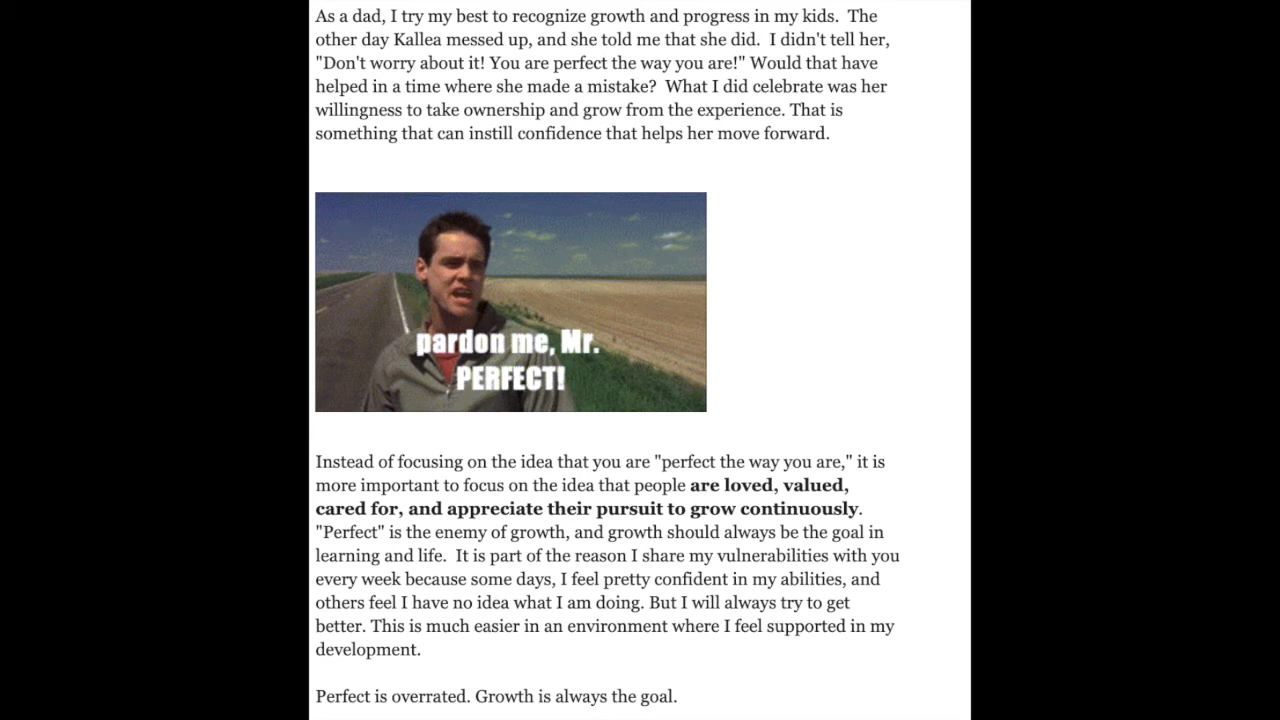 As a dad, I try my best to recognize growth and progress in my kids.  The
other day Kallea messed up, and she told me that she did.  I didn't tell her,
"Don't worry about it! You are perfect the way you are!" Would that have
helped in a time where she made a mistake?  What I did celebrate was her
willingness to take ownership and grow from the experience. That is
something that can instill confidence that helps her move forward.
pardon me, Mr.
PERFECT!
Instead of focusing on the idea that you are "perfect the way you are," it is
more important to focus on the idea that people are loved, valued,
cared for, and appreciate their pursuit to grow continuously.
"Perfect" is the enemy of growth, and growth should always be the goal in
learning and life.  It is part of the reason I share my vulnerabilities with you
every week because some days, I feel pretty confident in my abilities, and
others feel I have no idea what I am doing. But I will always try to get
better. This is much easier in an environment where I feel supported in my
development.
Perfect is overrated. Growth is always the goal.